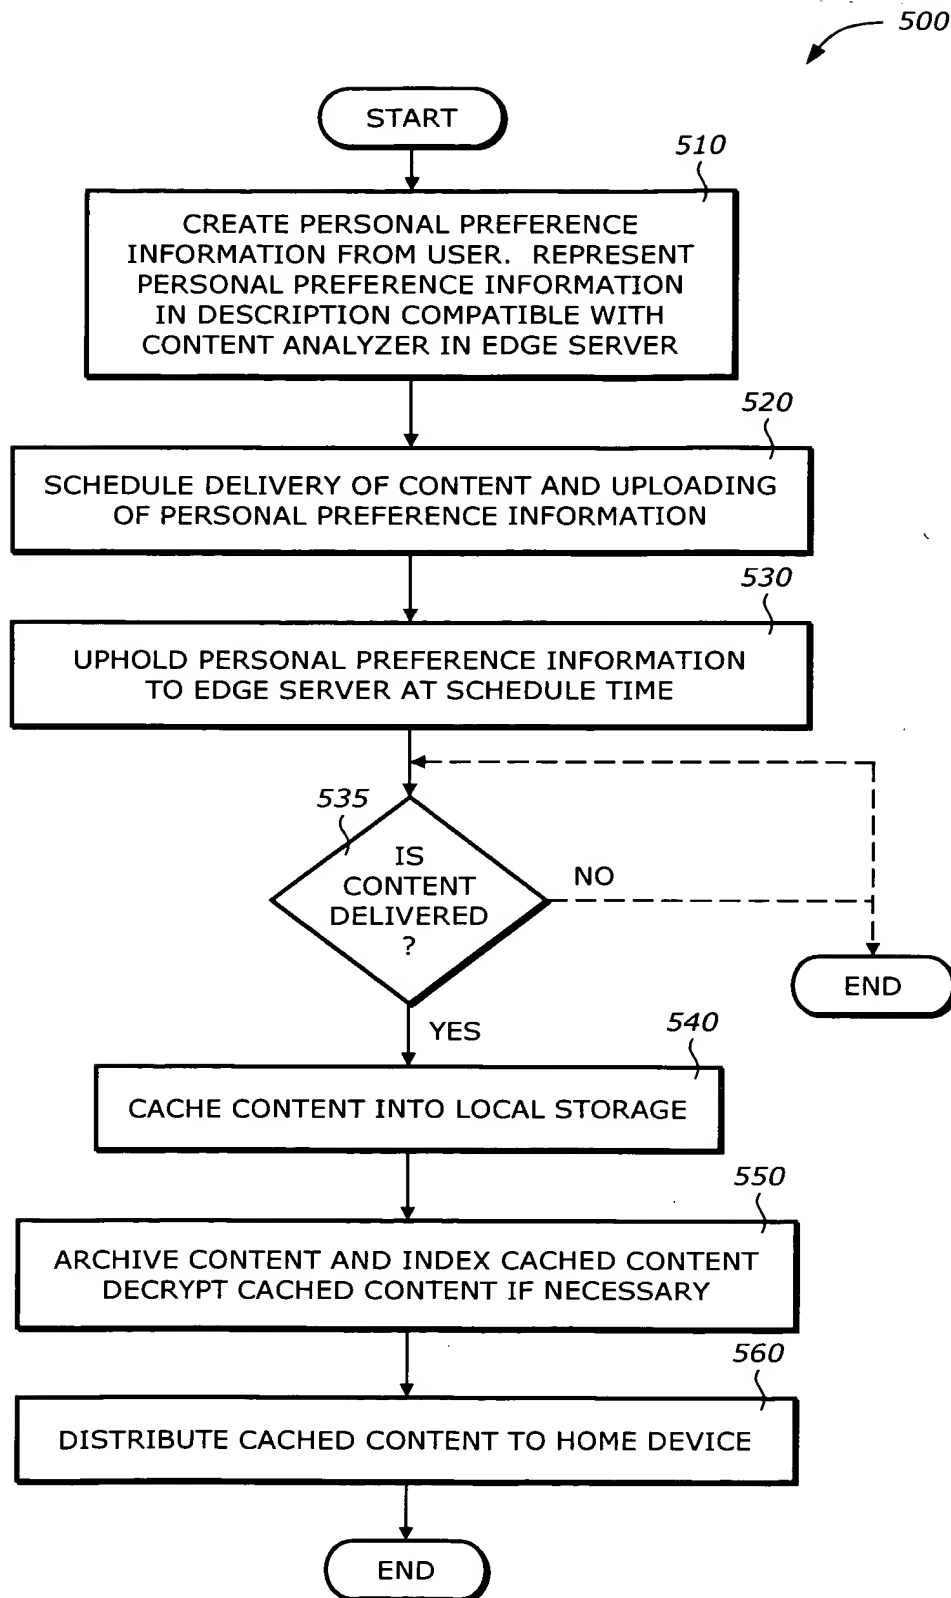 500
START
510
CREATE PERSONAL PREFERENCE
INFORMATION FROM USER. REPRESENT
PERSONAL PREFERENCE INFORMATION
IN DESCRIPTION COMPATIBLE WITH
CONTENT ANALYZER IN EDGE SERVER
520
SCHEDULE DELIVERY OF CONTENT AND UPLOADING
OF PERSONAL PREFERENCE INFORMATION
530
UPHOLD PERSONAL PREFERENCE INFORMATION
TO EDGE SERVER AT SCHEDULE TIME
535
IS
CONTENT
DELIVERED
?
NO
END
YES
540
CACHE CONTENT INTO LOCAL STORAGE
550
ARCHIVE CONTENT AND INDEX CACHED CONTENT
DECRYPT CACHED CONTENT IF NECESSARY
560
DISTRIBUTE CACHED CONTENT TO HOME DEVICE
END